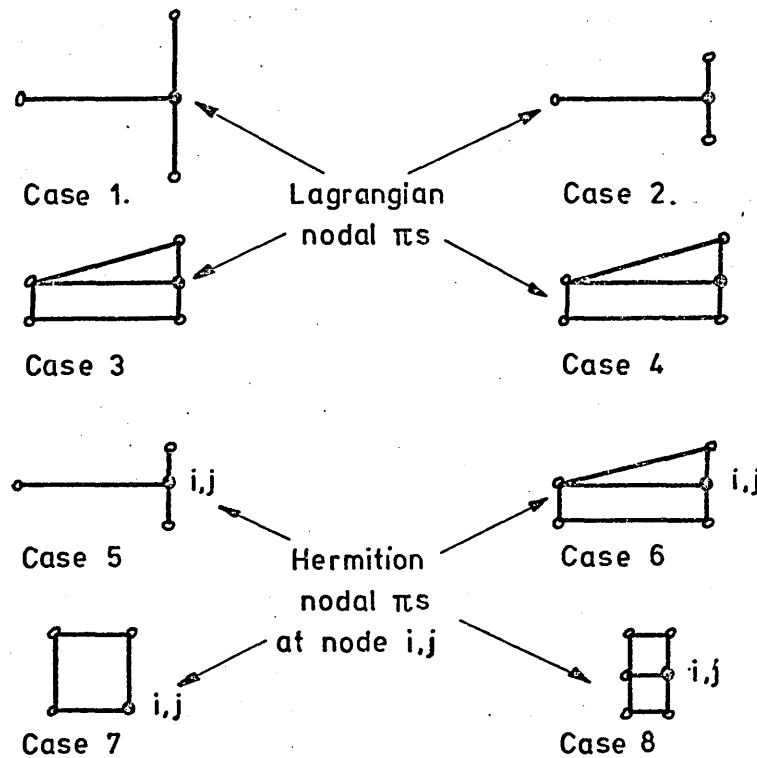 Case 1.
Lagrangian
nodal πs
Case 2.
Case 3
Case 4
i,j
i,j
Case 5
Hermition
nodal πs
at node i,j
Case 6
i,j
i,j
Case 7
Case 8